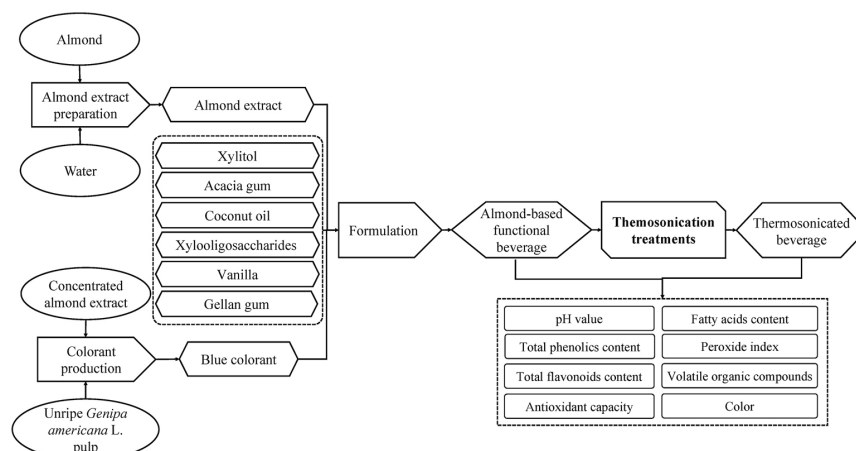 Almond
Almond extract
preparation
Almond extract
Water
Xylitol
Acacia gum
Coconut oil
Xylooligosaccharides
Vanilla
Gellan gum
Concentrated
almond extract
Colorant
production
Blue colorant
Unripe Genipa
americana L.
pulp
Formulation
Almond-based
functional
beverage
Themosonication
treatments
Thermosonicated
beverage
pH value
Fatty acids content
Total phenolics content
Peroxide index
Total flavonoids content
Volatile organic compounds
Antioxidant capacity
Color